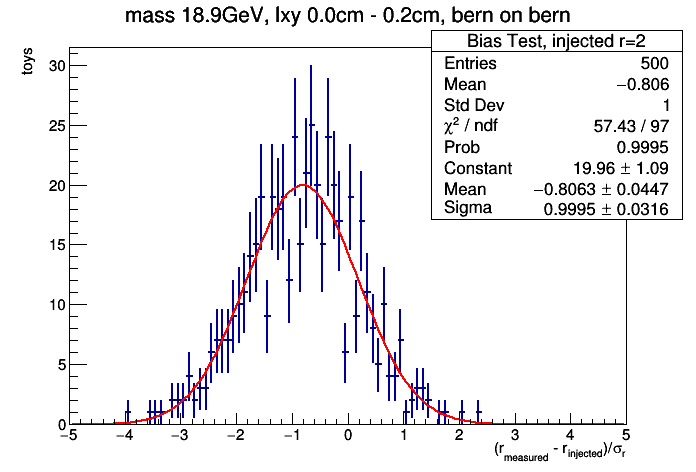 mass 18.9GeV, lxy 0.0cm - 0.2cm, bern on bern
Bias Test, injected r=2
Entries 500
Mean −0.806
Std Dev 1
χ² / ndf 57.43 / 97
Prob 0.9995
Constant 19.96 ± 1.09
Mean −0.8063 ± 0.0447
Sigma 0.9995 ± 0.0316
toys
30
25
20
15
10
5
0
−5 −4 −3 −2 −1 0 1 2 3 4 5
(r_measured - r_injected)/σ_r